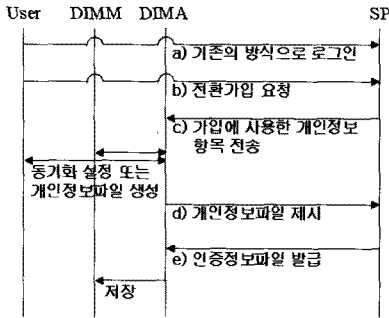 User DIMM DIMA SP
a) 기존의 방식으로 로그인
b) 전환가입 요청
c) 가입에 사용한 개인정보
항목 전송
동기화 설정 또는
개인정보파일 생성
d) 개인정보파일 제시
e) 인증정보파일 발급
저장